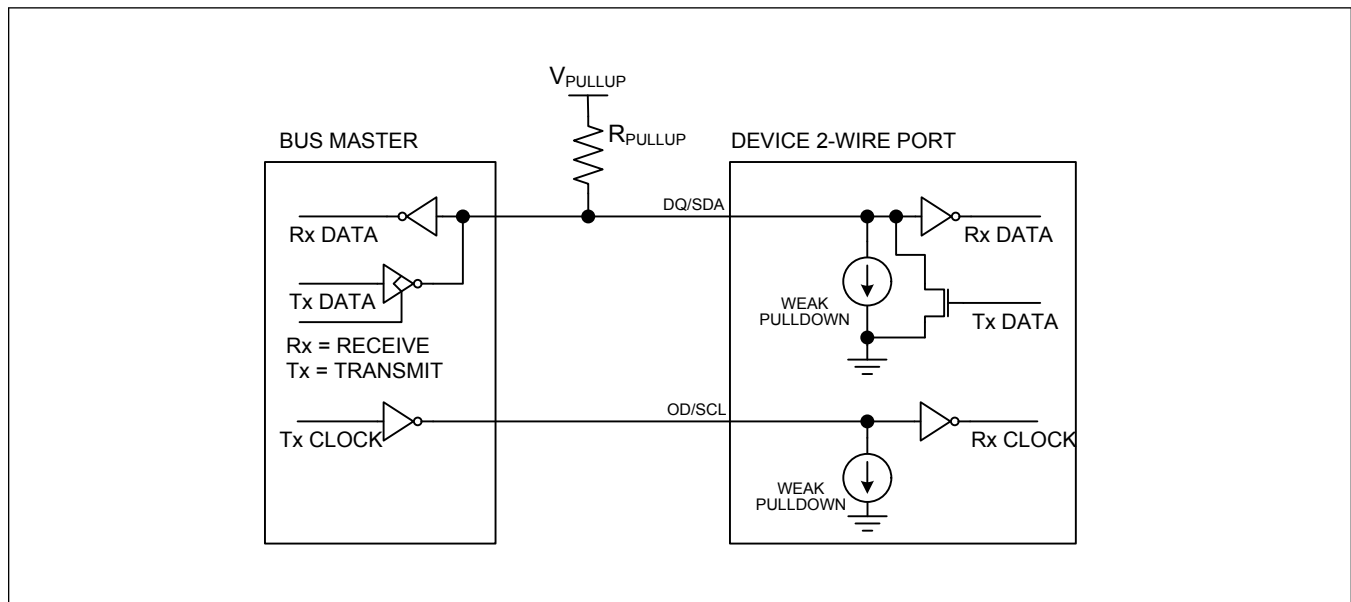 VPULLUP
RPULLUP
BUS MASTER
DEVICE 2-WIRE PORT
DQ/SDA
Rx DATA
Rx DATA
Tx DATA
WEAK
PULLDOWN
Tx DATA
Rx = RECEIVE
Tx = TRANSMIT
OD/SCL
Tx CLOCK
Rx CLOCK
WEAK
PULLDOWN